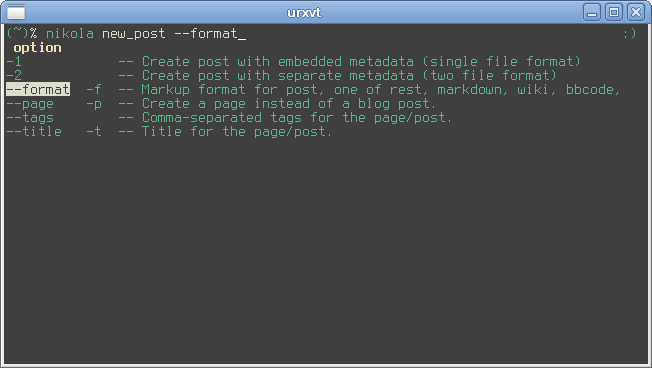 urxvt
(~)% nikola new_post --format_ :)
option
-1 -- Create post with embedded metadata (single file format)
-2 -- Create post with separate metadata (two file format)
--format -f -- Markup format for post, one of rest, markdown, wiki, bbcode,
--page -p -- Create a page instead of a blog post.
--tags -- Comma-separated tags for the page/post.
--title -t -- Title for the page/post.